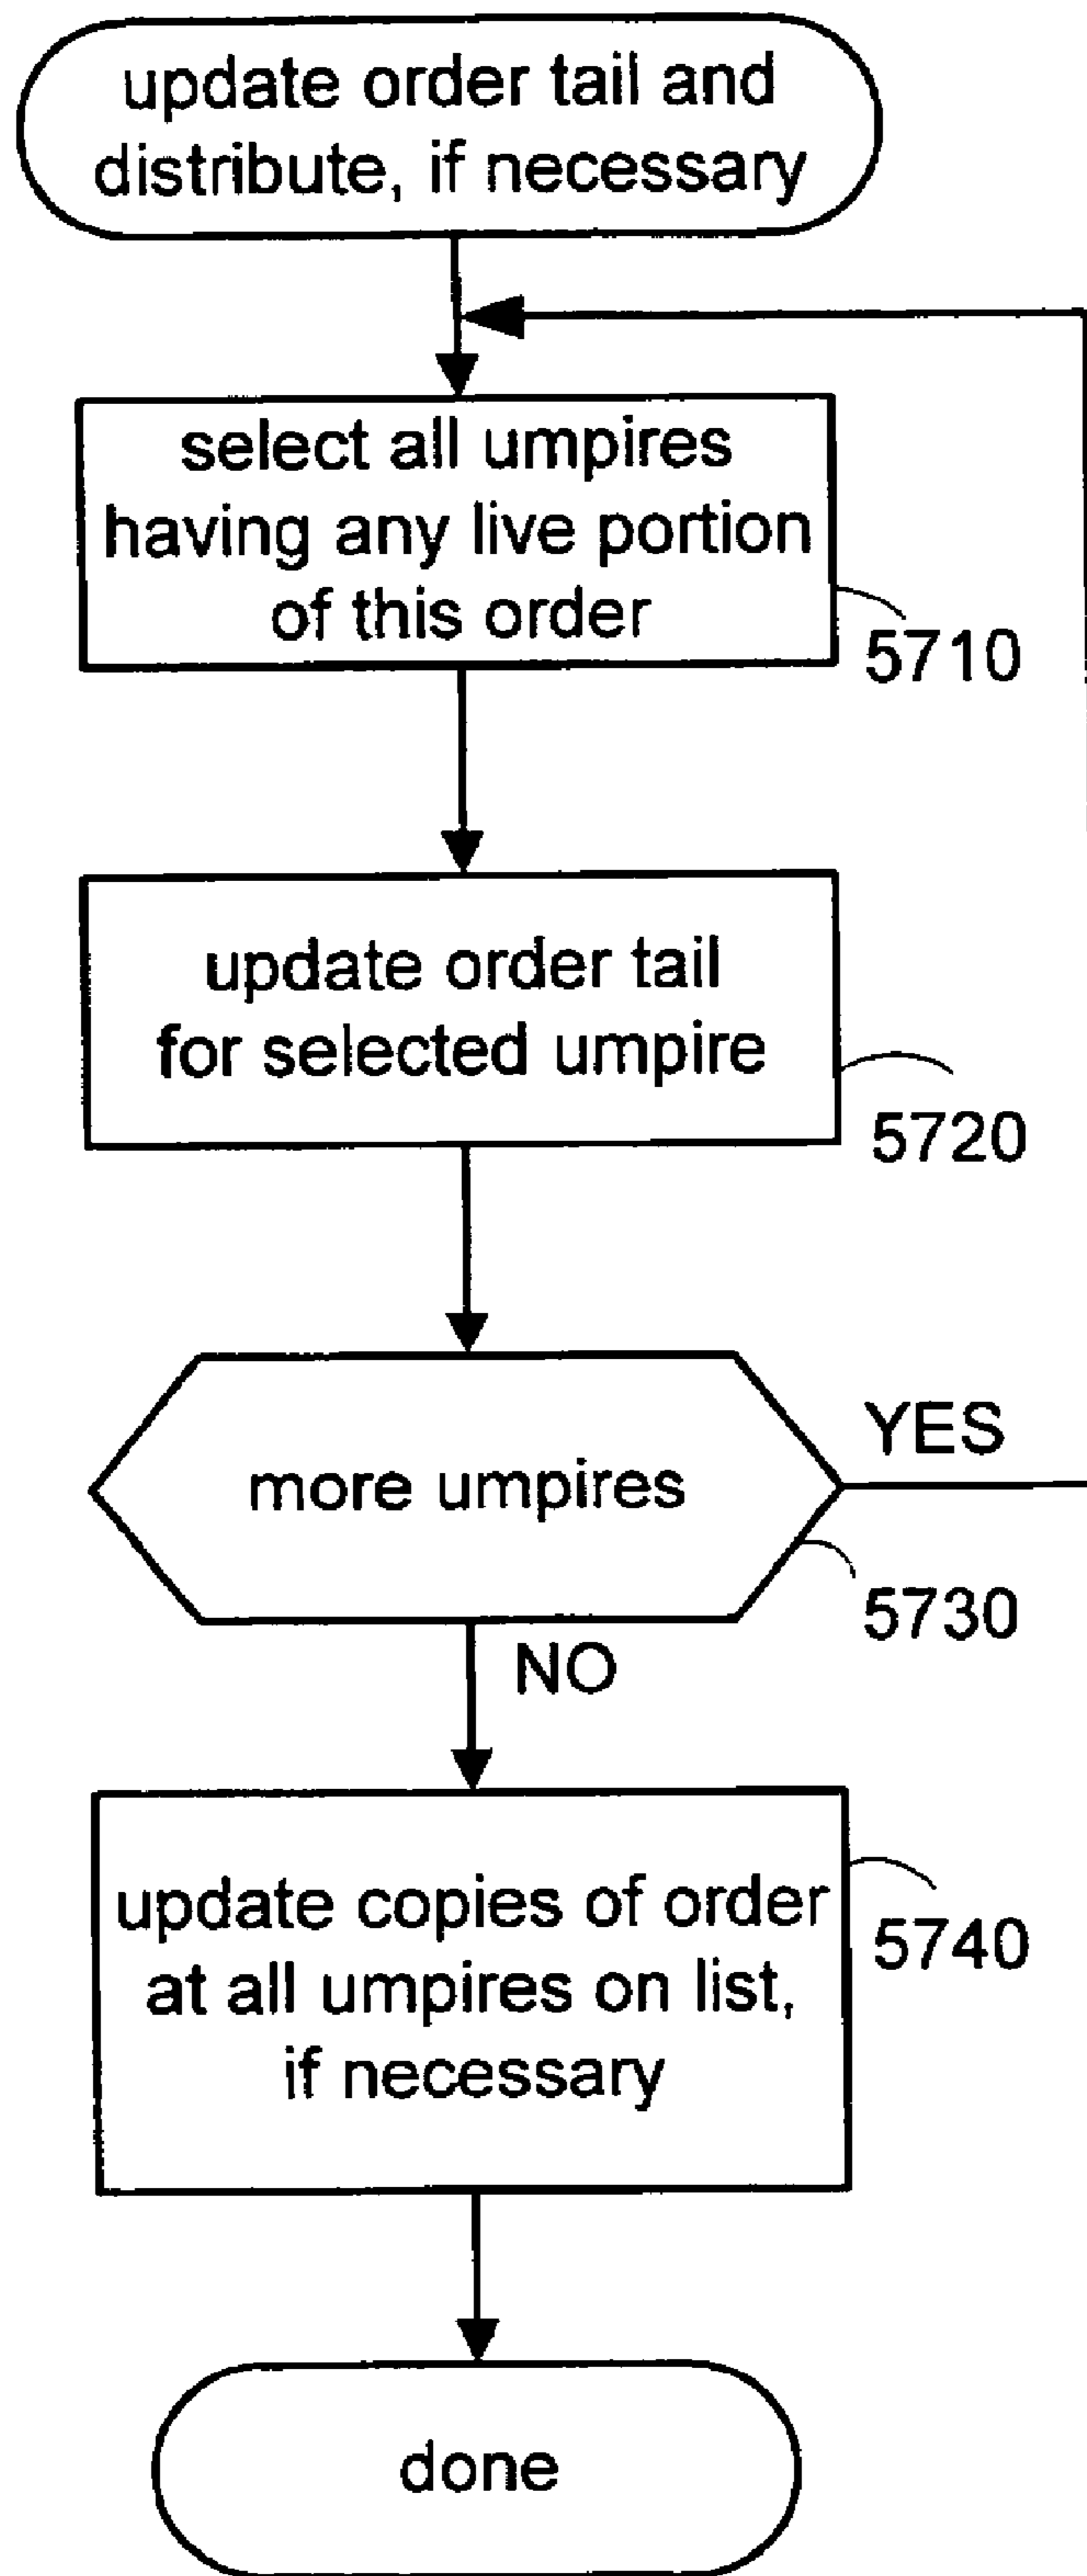 update order tail and
distribute, if necessary
select all umpires
having any live portion
of this order
5710
update order tail
for selected umpire
5720
more umpires
YES
5730
NO
update copies of order
at all umpires on list,
if necessary
5740
done